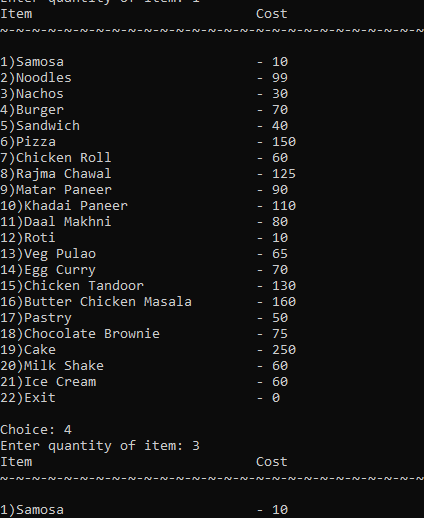 Enter quantity of item: 1
Item Cost
~-~-~-~-~-~-~-~-~-~-~-~-~-~-~-~-~-~-~-~-~-~-~-~-~-~-~
1)Samosa - 10
2)Noodles - 99
3)Nachos - 30
4)Burger - 70
5)Sandwich - 40
6)Pizza - 150
7)Chicken Roll - 60
8)Rajma Chawal - 125
9)Matar Paneer - 90
10)Khadai Paneer - 110
11)Daal Makhni - 80
12)Roti - 10
13)Veg Pulao - 65
14)Egg Curry - 70
15)Chicken Tandoor - 130
16)Butter Chicken Masala - 160
17)Pastry - 50
18)Chocolate Brownie - 75
19)Cake - 250
20)Milk Shake - 60
21)Ice Cream - 60
22)Exit - 0
Choice: 4
Enter quantity of item: 3
Item Cost
~-~-~-~-~-~-~-~-~-~-~-~-~-~-~-~-~-~-~-~-~-~-~-~-~-~-~
1)Samosa - 10